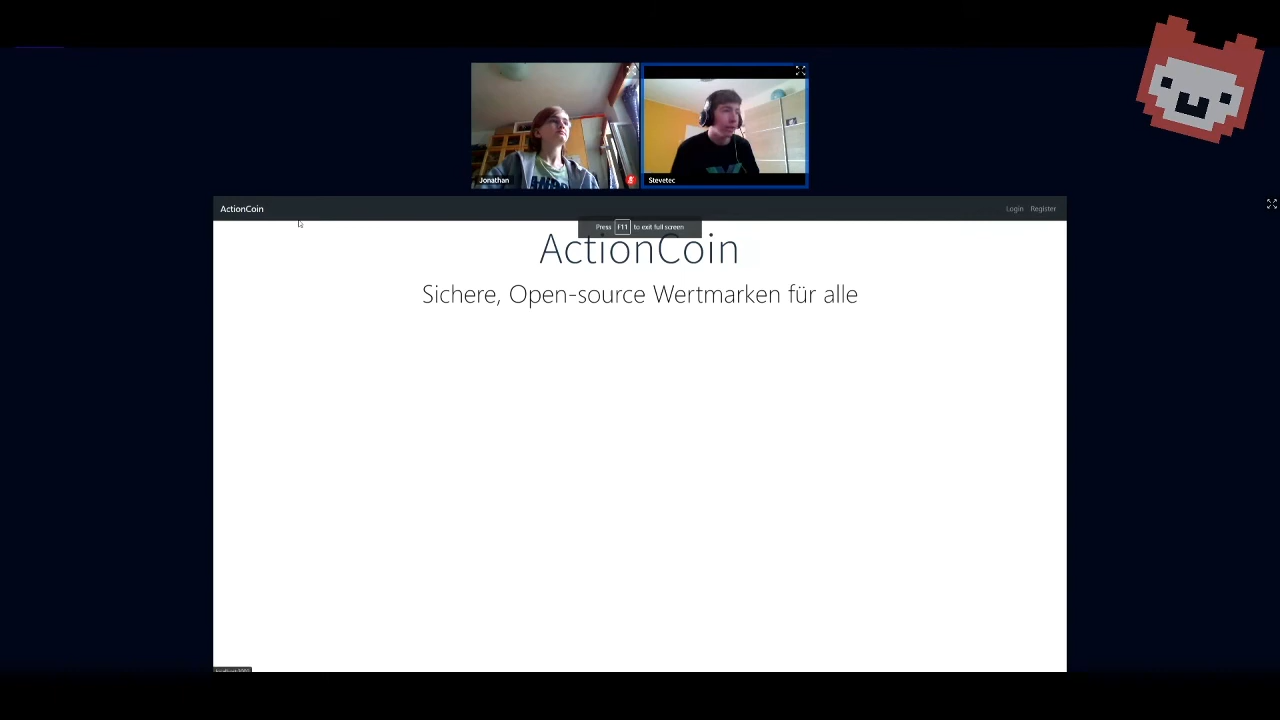 Jonathan
Stevetec
ActionCoin
Login Register
Press F11 to exit full screen
ActionCoin
Sichere, Open-source Wertmarken für alle